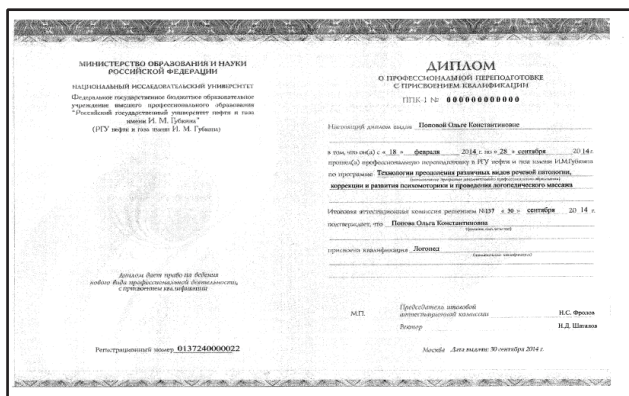 МИНИСТЕРСТВО ОБРАЗОВАНИЯ И НАУКИ
РОССИЙСКОЙ ФЕДЕРАЦИИ
НАЦИОНАЛЬНЫЙ ИССЛЕДОВАТЕЛЬСКИЙ УНИВЕРСИТЕТ
Федеральное государственное бюджетное образовательное
учреждение высшего профессионального образования
"Российский государственный университет нефти и газа
имени И. М. Губкина"
(РГУ нефти и газа имени И. М. Губкина)
Диплом дает право на ведение
нового вида профессиональной деятельности,
с присвоением квалификации
Регистрационный номер 0137240000022
ДИПЛОМ
О ПРОФЕССИОНАЛЬНОЙ ПЕРЕПОДГОТОВКЕ
С ПРИСВОЕНИЕМ КВАЛИФИКАЦИИ
ППК-I № 000000000000
Настоящий диплом выдан Поповой Ольге Константиновне
в том, что он(а) с « 18 » февраля 2014 г. по « 28 » сентября 2014 г.
прошел(а) профессиональную переподготовку в РГУ нефти и газа имени И.М.Губкина
по программе Технологии преодоления различных видов речевой патологии,
коррекции и развития психомоторики и проведения логопедического массажа
Итоговая аттестационная комиссия решением №137 « 30 » сентября 20 14 г.
подтверждает, что Попова Ольга Константиновна
присвоена квалификация Логопед
Председатель итоговой
М.П. аттестационной комиссии Н.С. Фролов
Ректор Н.Д. Шаталов
Москва Дата выдачи: 30 сентября 2014 г.